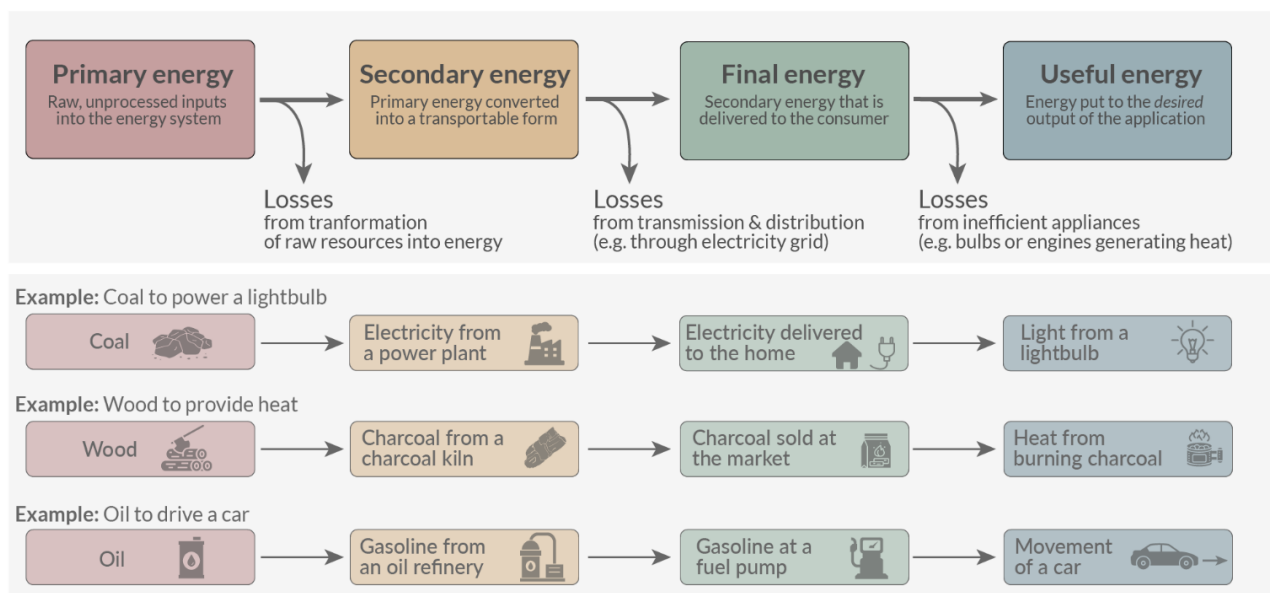 Primary energy
Raw, unprocessed inputs
into the energy system
Secondary energy
Primary energy converted
into a transportable form
Final energy
Secondary energy that is
delivered to the consumer
Useful energy
Energy put to the desired
output of the application
Losses
from tranformation
of raw resources into energy
Losses
from transmission & distribution
(e.g. through electricity grid)
Losses
from inefficient appliances
(e.g. bulbs or engines generating heat)
Example: Coal to power a lightbulb
Coal
Electricity from
a power plant
Electricity delivered
to the home
Light from a
lightbulb
Example: Wood to provide heat
Wood
Charcoal from a
charcoal kiln
Charcoal sold at
the market
Heat from
burning charcoal
Example: Oil to drive a car
Oil
Gasoline from
an oil refinery
Gasoline at a
fuel pump
Movement
of a car